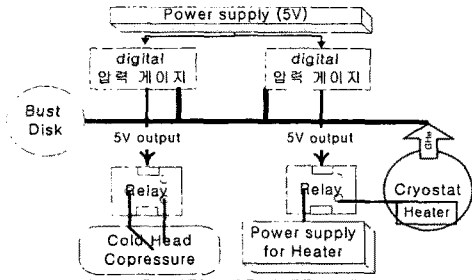 Power supply (5V)
digital
압력 게이지
digital
압력 게이지
Bust
Disk
5V output
5V output
GHe
Relay
Relay
Cryostat
Heater
Cold Head
Copressure
Power supply
for Heater